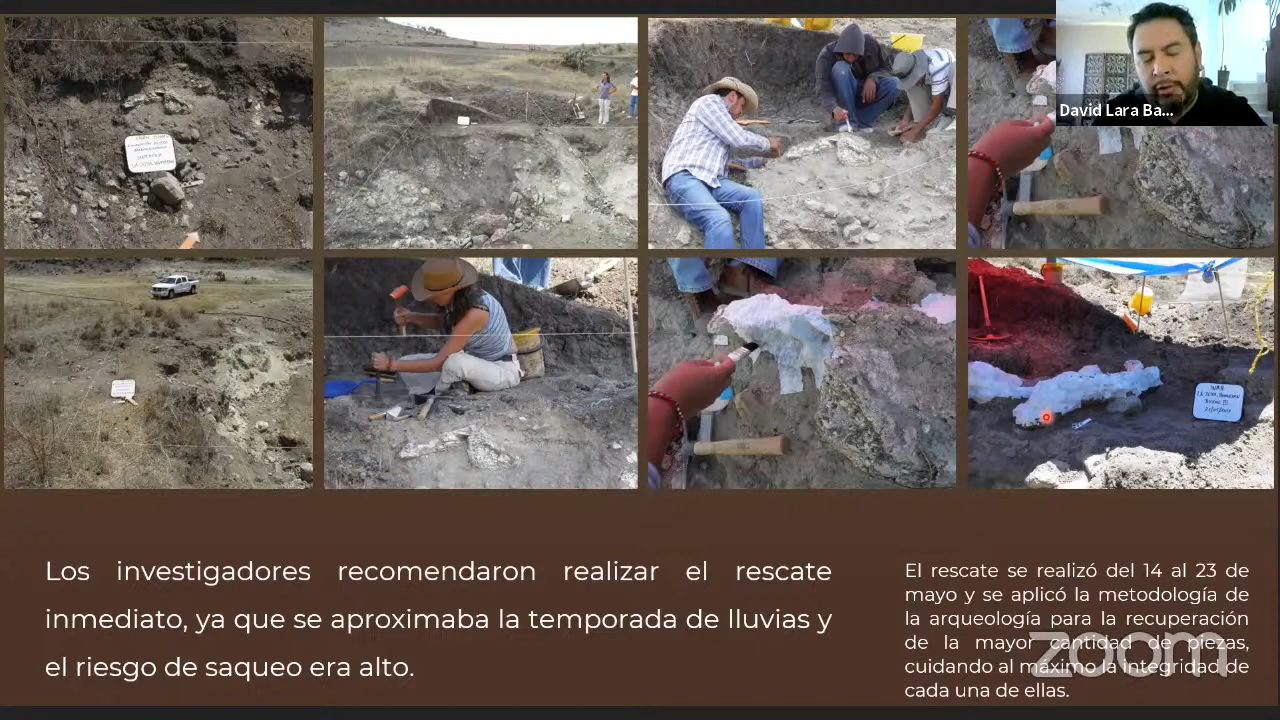 David Lara Ba...
Los investigadores recomendaron realizar el rescate
inmediato, ya que se aproximaba la temporada de lluvias y
el riesgo de saqueo era alto.
El rescate se realizó del 14 al 23 de
mayo y se aplicó la metodología de
la arqueología para la recuperación
de la mayor cantidad de piezas,
cuidando al máximo la integridad de
cada una de ellas.
zoom